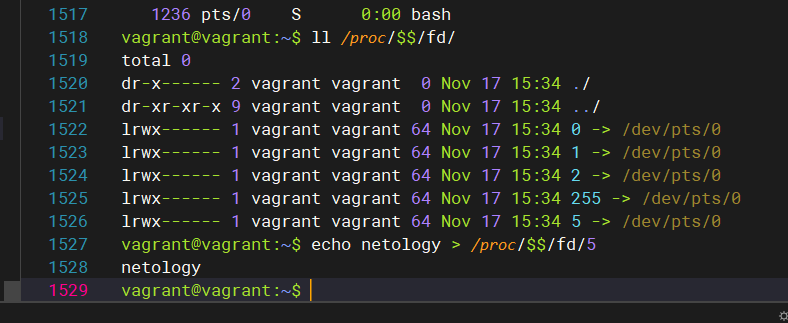 1517 1236 pts/0 S 0:00 bash
1518 vagrant@vagrant:~$ ll /proc/$$/fd/
1519 total 0
1520 dr-x------ 2 vagrant vagrant 0 Nov 17 15:34 ./
1521 dr-xr-xr-x 9 vagrant vagrant 0 Nov 17 15:34 ../
1522 lrwx------ 1 vagrant vagrant 64 Nov 17 15:34 0 -> /dev/pts/0
1523 lrwx------ 1 vagrant vagrant 64 Nov 17 15:34 1 -> /dev/pts/0
1524 lrwx------ 1 vagrant vagrant 64 Nov 17 15:34 2 -> /dev/pts/0
1525 lrwx------ 1 vagrant vagrant 64 Nov 17 15:34 255 -> /dev/pts/0
1526 lrwx------ 1 vagrant vagrant 64 Nov 17 15:34 5 -> /dev/pts/0
1527 vagrant@vagrant:~$ echo netology > /proc/$$/fd/5
1528 netology
1529 vagrant@vagrant:~$